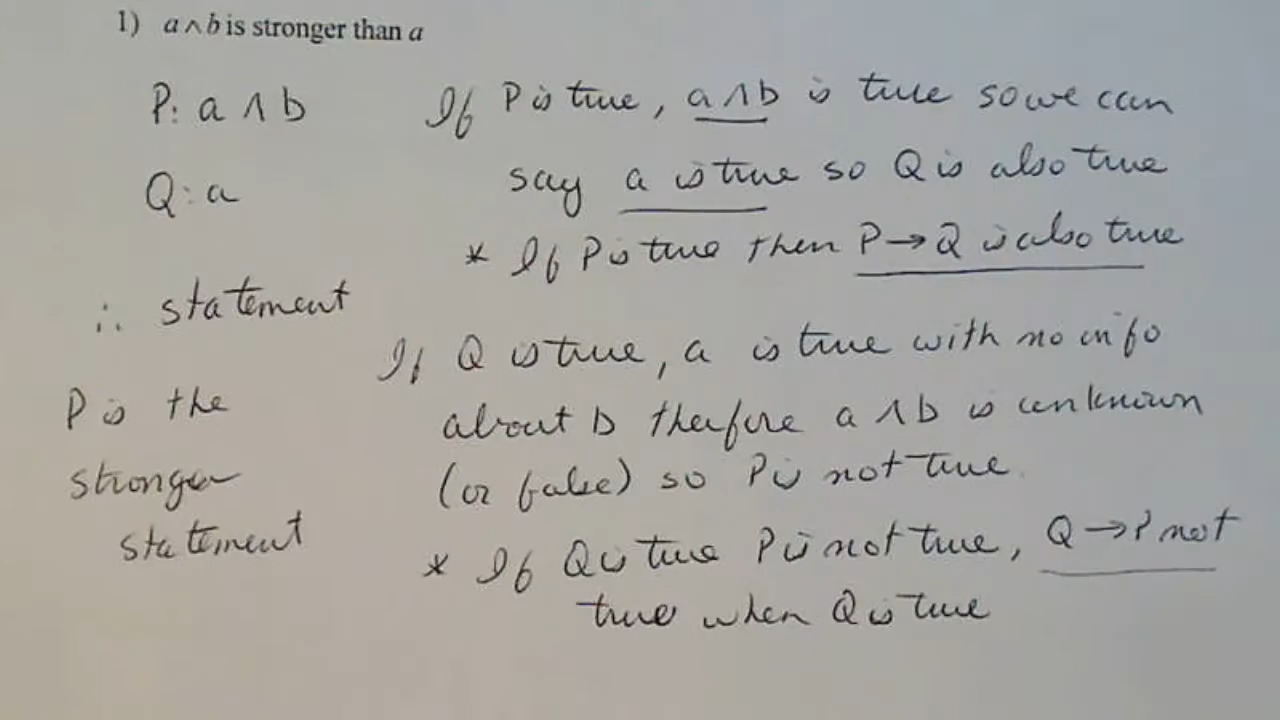 1) a ∧ b is stronger than a
P: a ∧ b
Q: a
∴ statement
P is the
stronger
statement
If P is true, a ∧ b is true so we can
say a is true so Q is also true
* If P is true then P → Q is also true
If Q is true, a is true with no info
about b therfore a ∧ b is unknown
(or false) so P is not true.
* If Q is true P is not true, Q → P not
true when Q is true